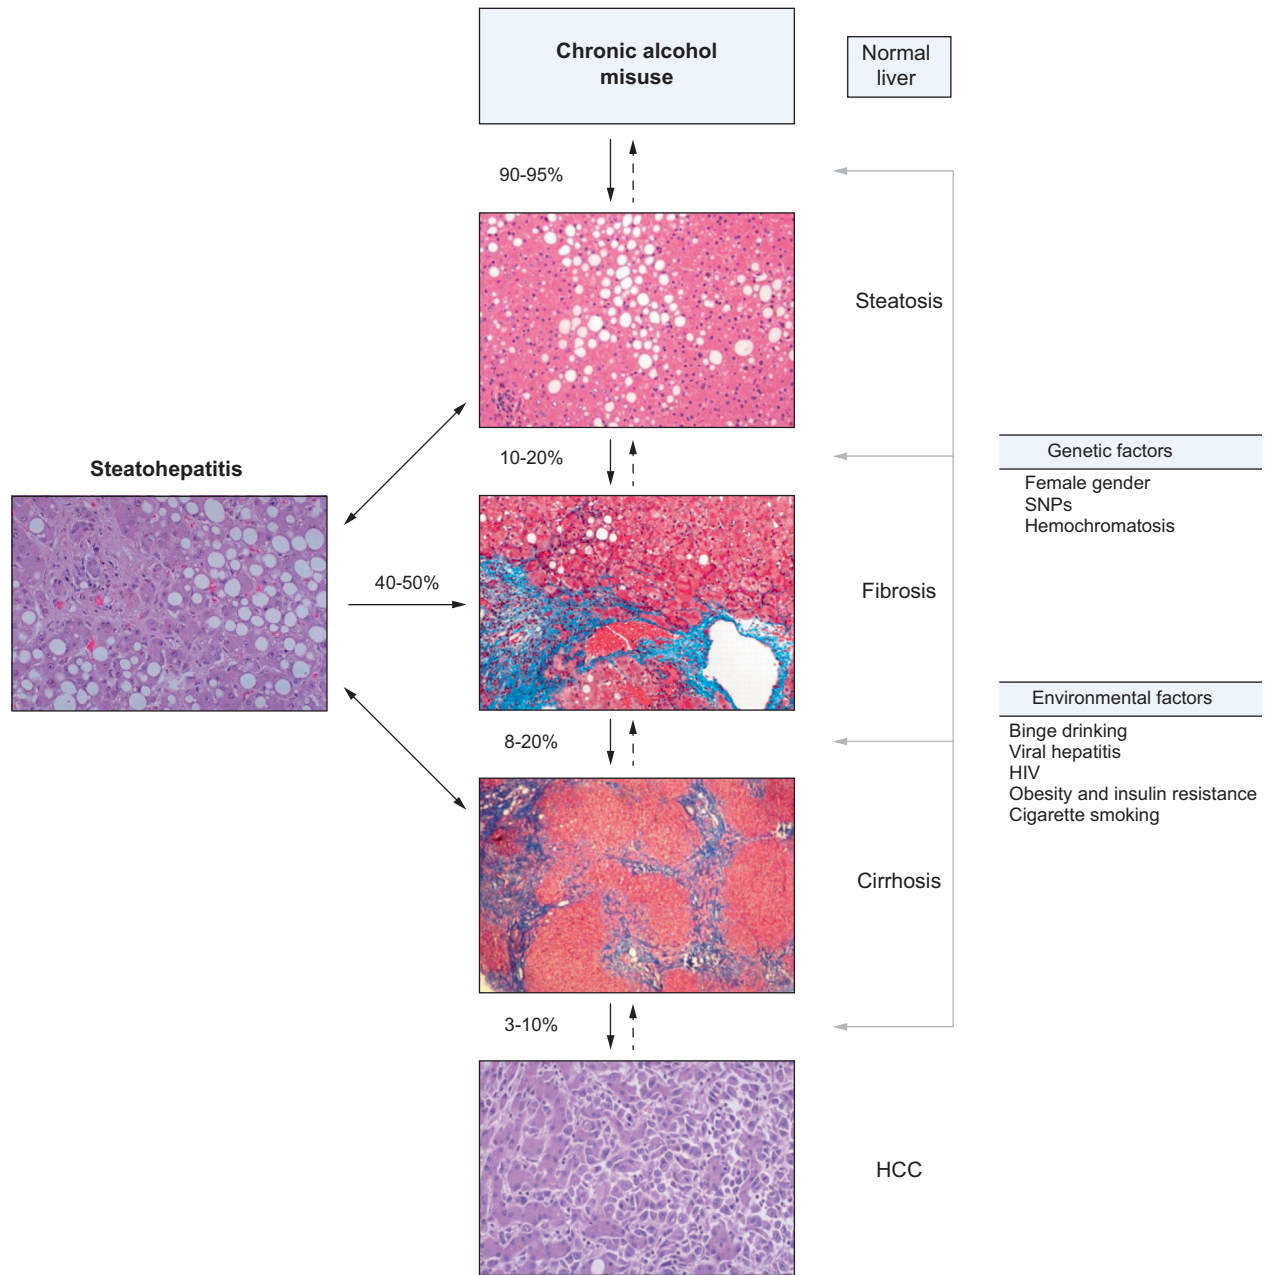 Chronic alcohol
misuse
Normal
liver
90-95%
Steatosis
10-20%
Steatohepatitis
40-50%
Fibrosis
8-20%
Cirrhosis
3-10%
HCC
Genetic factors
Female gender
SNPs
Hemochromatosis
Environmental factors
Binge drinking
Viral hepatitis
HIV
Obesity and insulin resistance
Cigarette smoking